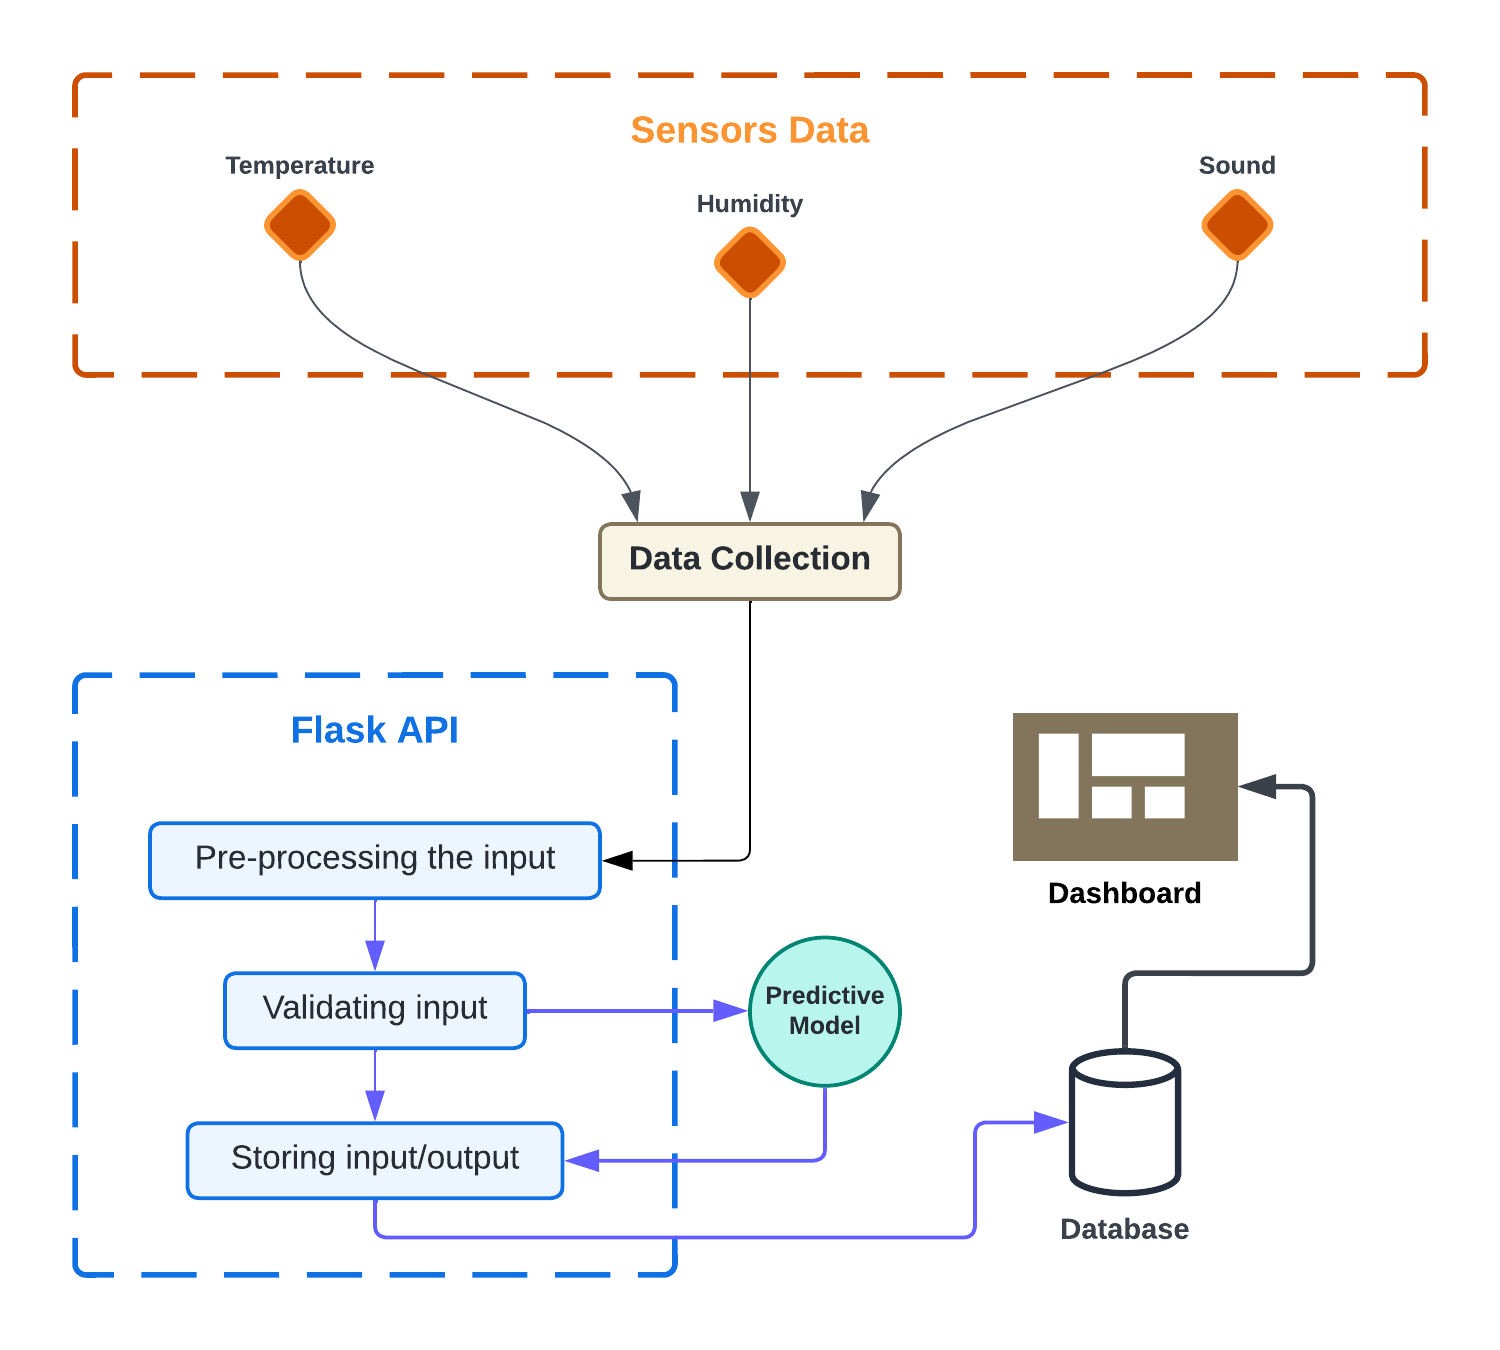 Sensors Data
Temperature
Humidity
Sound
Data Collection
Flask API
Pre-processing the input
Validating input
Storing input/output
Predictive
Model
Dashboard
Database